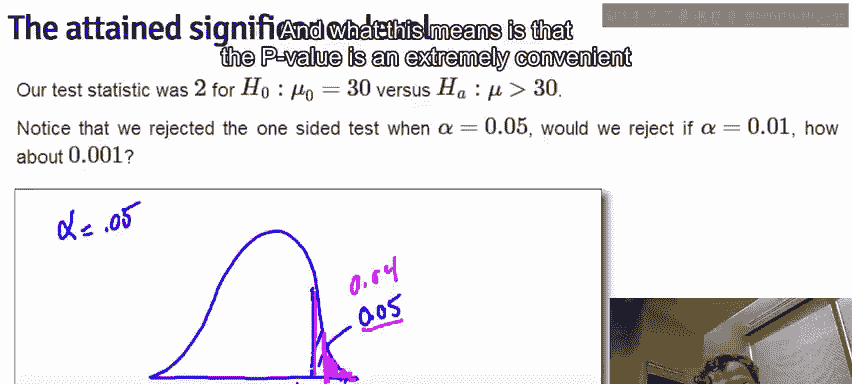 The attained significance level
And what this means is that
the P-value is an extremely convenient
Our test statistic was 2 for H₀ : μ₀ = 30 versus Hₐ : μ > 30.
Notice that we rejected the one sided test when α = 0.05, would we reject if α = 0.01, how
about 0.001?
α = .05
0.04
0.05